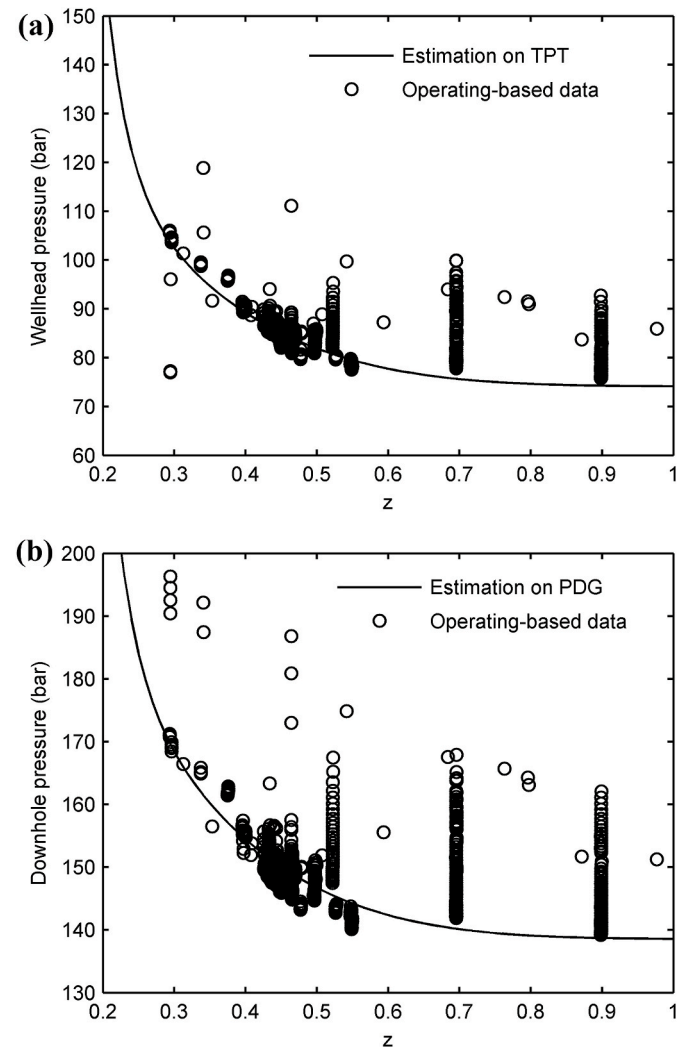 (a)
150
140
130
120
110
100
90
80
70
60
Wellhead pressure (bar)
Estimation on TPT
Operating-based data
0.2 0.3 0.4 0.5 0.6 0.7 0.8 0.9 1
z
(b)
200
190
180
170
160
150
140
130
Downhole pressure (bar)
Estimation on PDG
Operating-based data
0.2 0.3 0.4 0.5 0.6 0.7 0.8 0.9 1
z